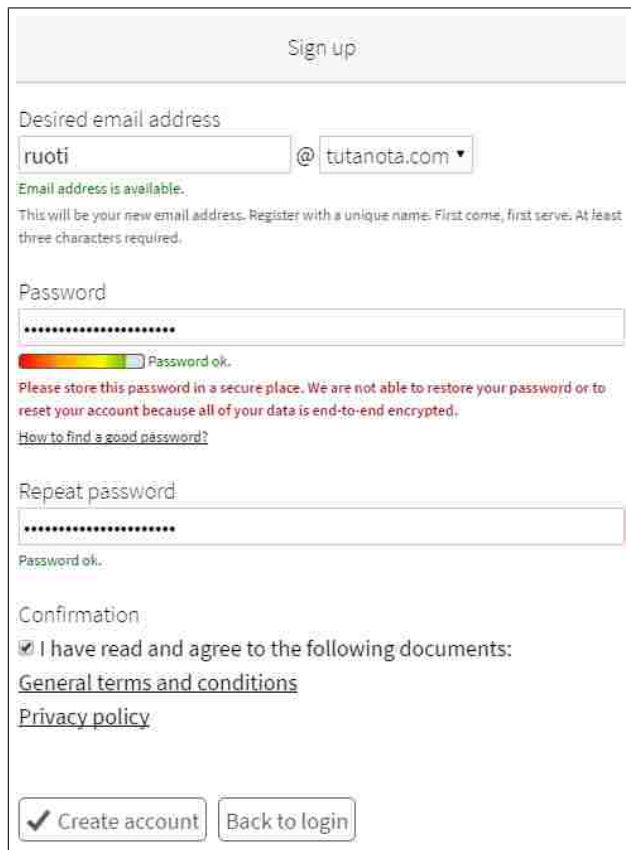 Sign up
Desired email address
ruoti @ tutanota.com
Email address is available.
This will be your new email address. Register with a unique name. First come, first serve. At least
three characters required.
Password
••••••••••••••••••••••
Password ok.
Please store this password in a secure place. We are not able to restore your password or to
reset your account because all of your data is end-to-end encrypted.
How to find a good password?
Repeat password
••••••••••••••••••••••
Password ok.
Confirmation
I have read and agree to the following documents:
General terms and conditions
Privacy policy
Create account Back to login